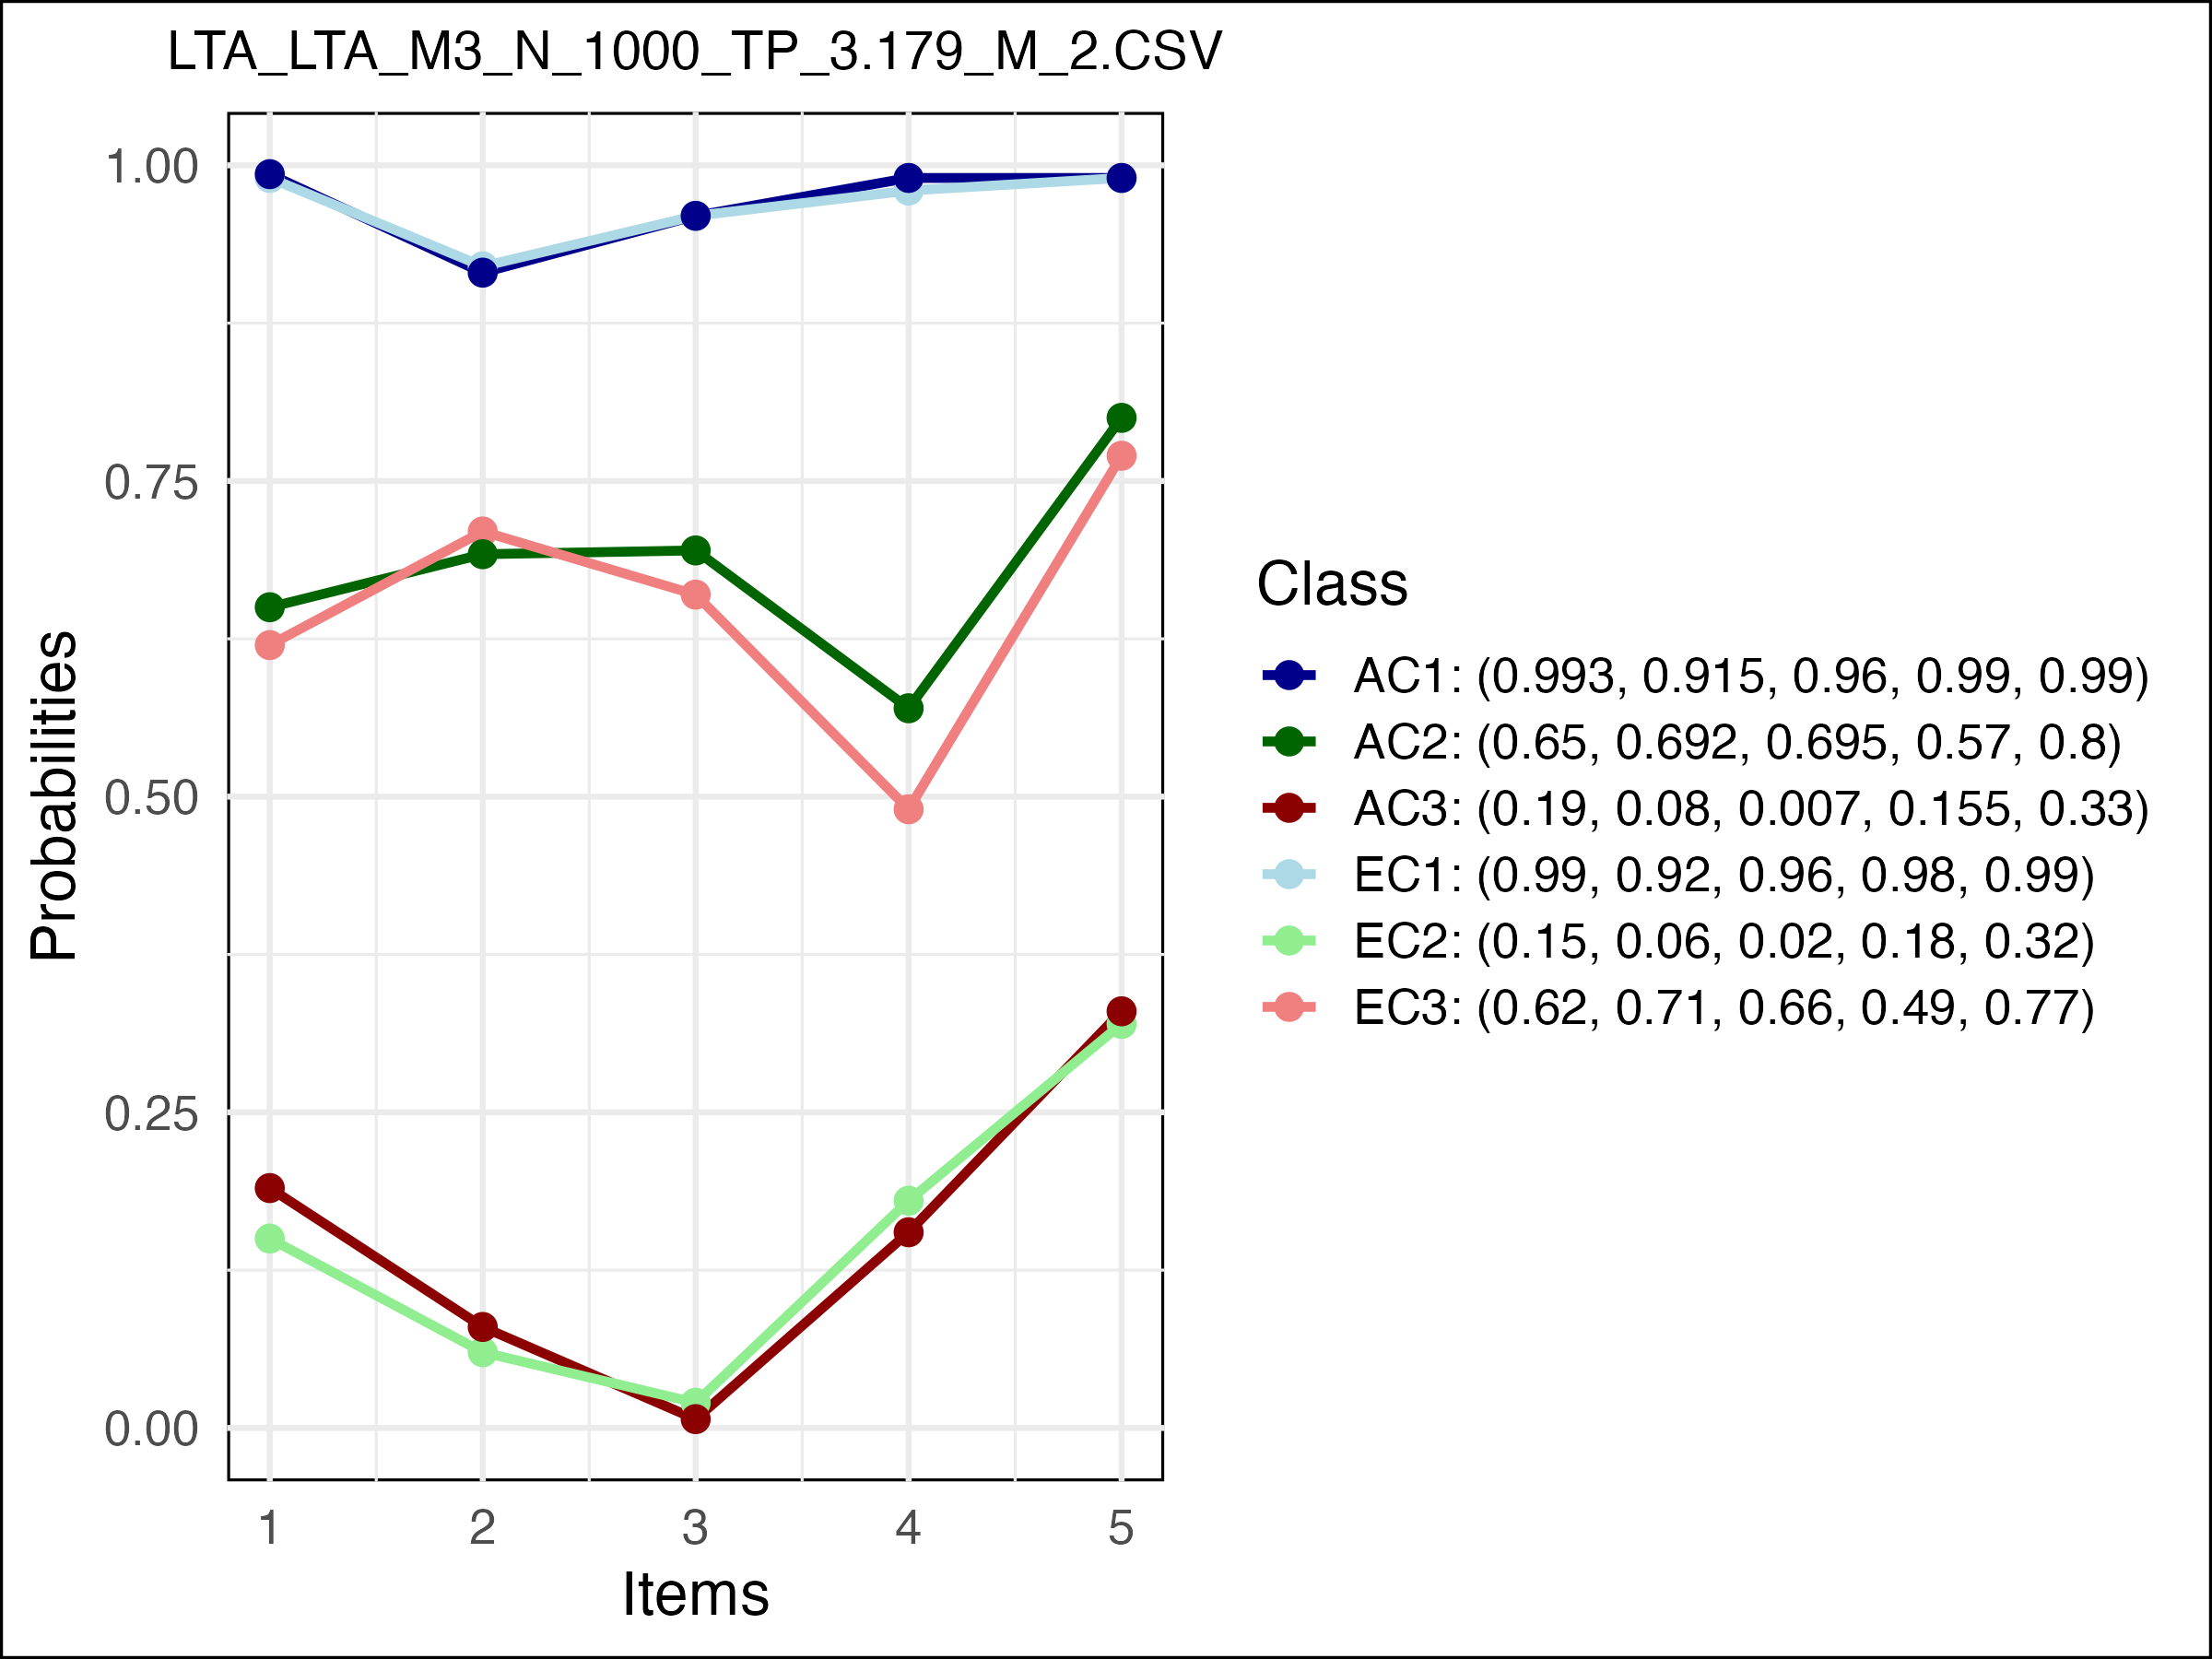 LTA_LTA_M3_N_1000_TP_3.179_M_2.CSV
1.00
0.75
0.50
0.25
0.00
Probabilities
1 2 3 4 5
Items
Class
AC1: (0.993, 0.915, 0.96, 0.99, 0.99)
AC2: (0.65, 0.692, 0.695, 0.57, 0.8)
AC3: (0.19, 0.08, 0.007, 0.155, 0.33)
EC1: (0.99, 0.92, 0.96, 0.98, 0.99)
EC2: (0.15, 0.06, 0.02, 0.18, 0.32)
EC3: (0.62, 0.71, 0.66, 0.49, 0.77)